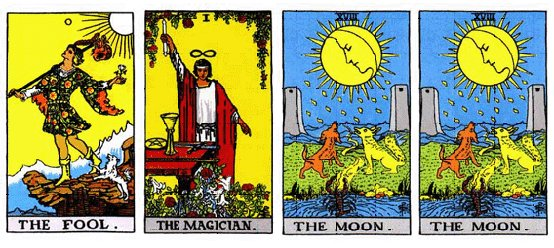 THE FOOL.
I
THE MAGICIAN.
XVIII
THE MOON.
XVIII
THE MOON.